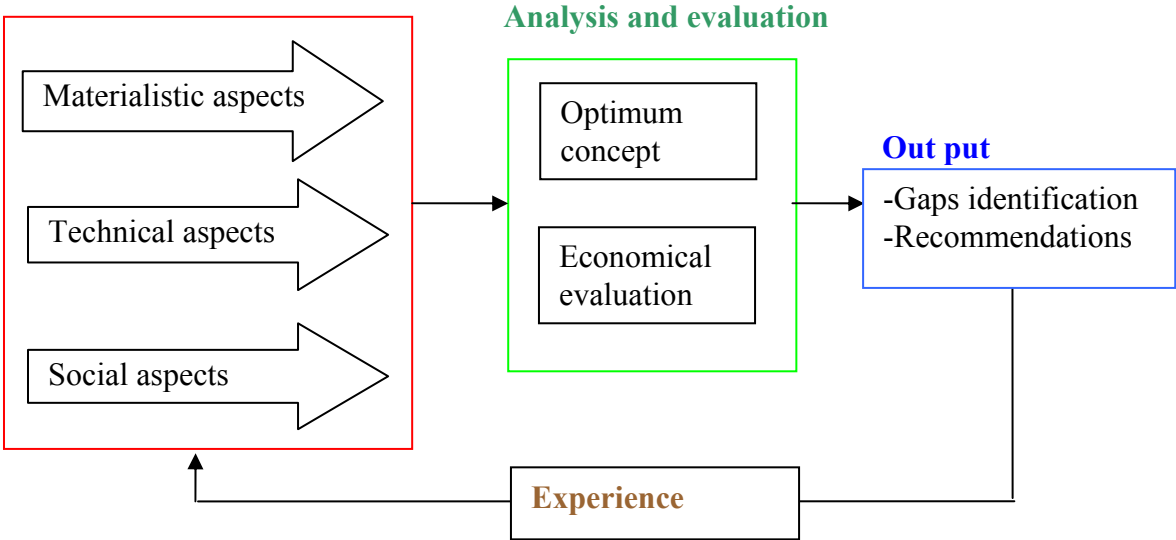 Analysis and evaluation
Materialistic aspects
Technical aspects
Social aspects
Optimum
concept
Economical
evaluation
Out put
-Gaps identification
-Recommendations
Experience